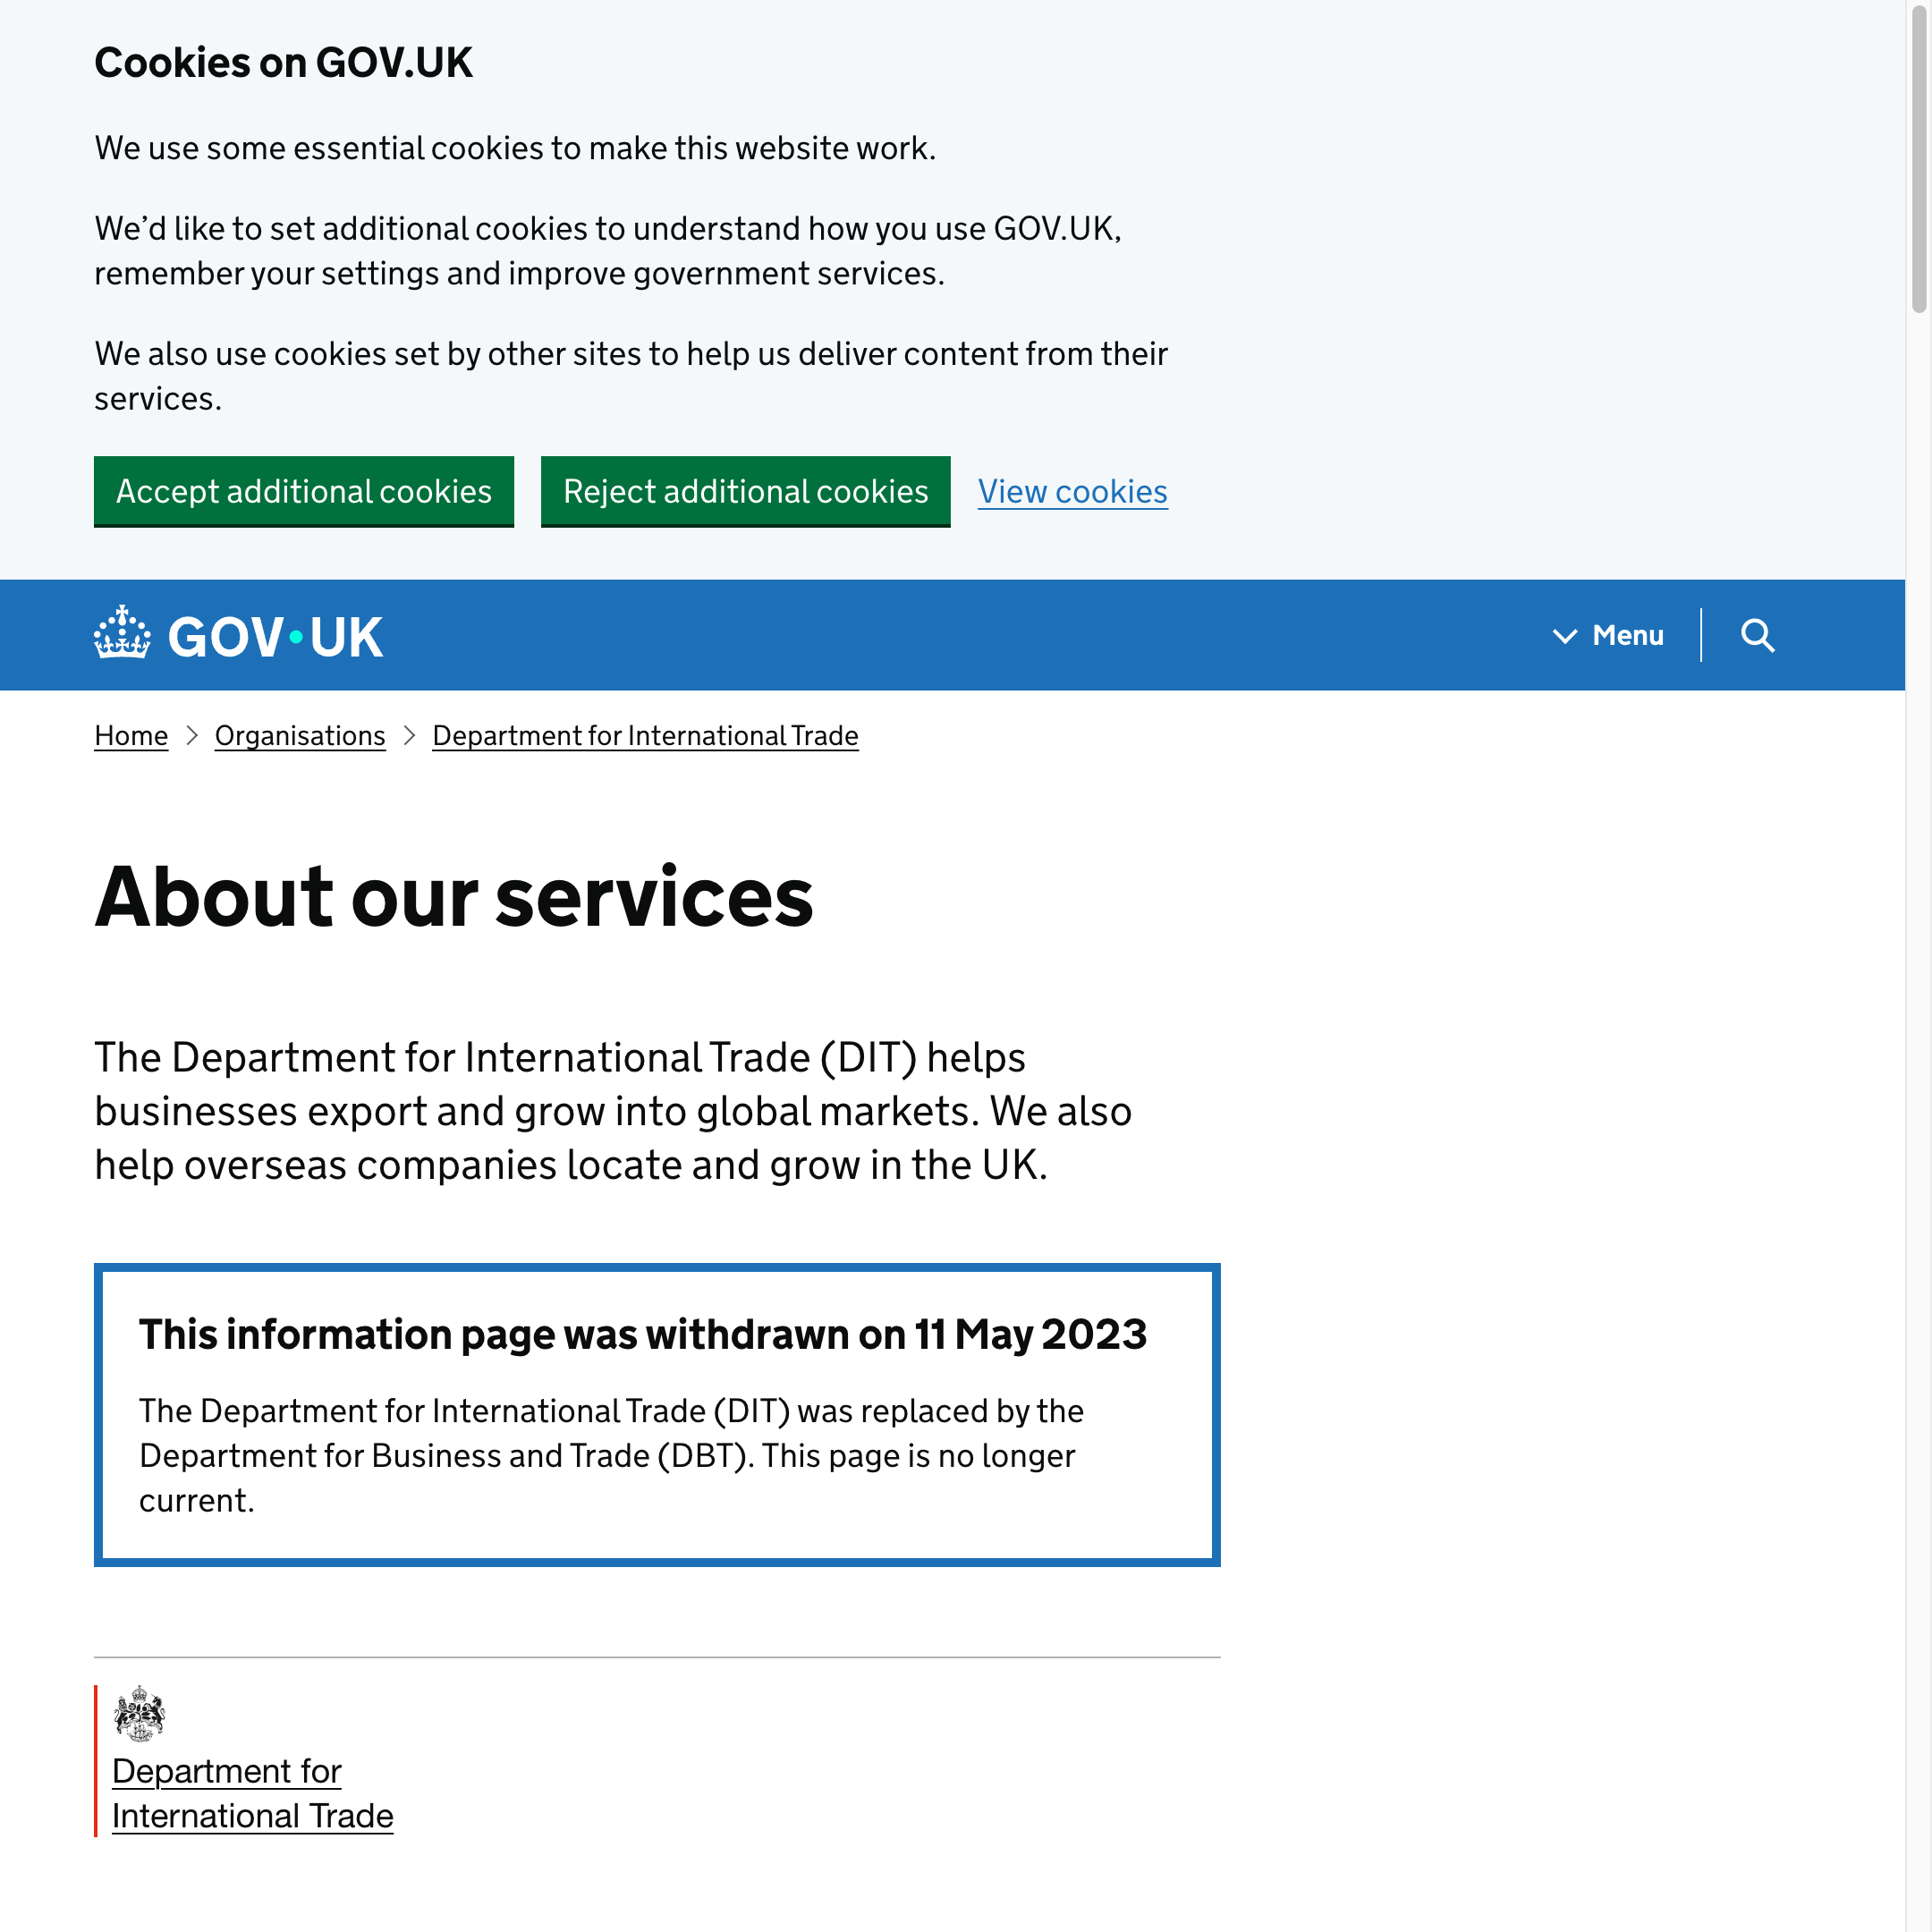 Cookies on GOV.UK
We use some essential cookies to make this website work.
We’d like to set additional cookies to understand how you use GOV.UK,
remember your settings and improve government services.
We also use cookies set by other sites to help us deliver content from their
services.
Accept additional cookies Reject additional cookies View cookies
GOV·UK Menu
Home Organisations Department for International Trade
About our services
The Department for International Trade (DIT) helps
businesses export and grow into global markets. We also
help overseas companies locate and grow in the UK.
This information page was withdrawn on 11 May 2023
The Department for International Trade (DIT) was replaced by the
Department for Business and Trade (DBT). This page is no longer
current.
Department for
International Trade